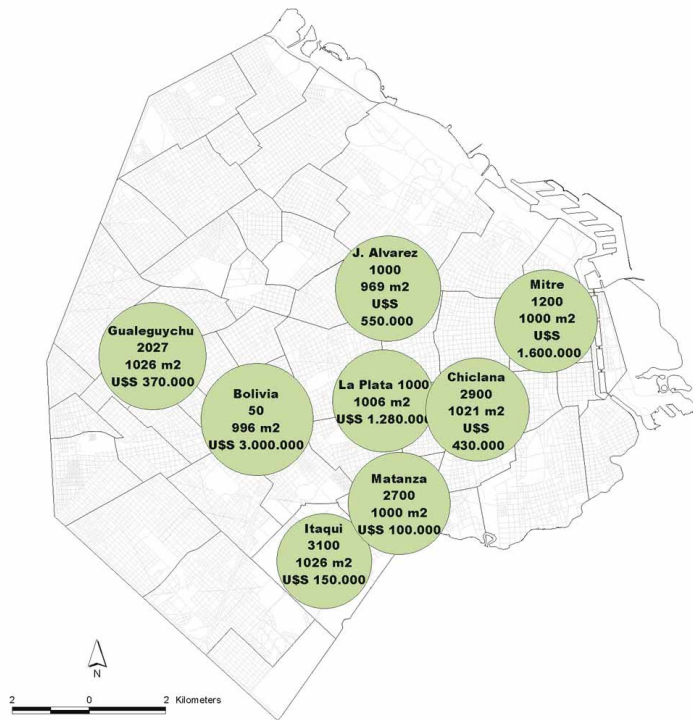 J. Alvarez
1000
969 m2
U$S
550.000
Mitre
1200
1000 m2
U$S
1.600.000
Gualeguychu
2027
1026 m2
U$S 370.000
Bolivia
50
996 m2
U$S 3.000.000
La Plata 1000
1006 m2
U$S 1.280.000
Chiclana
2900
1021 m2
U$S
430.000
Matanza
2700
1000 m2
U$S 100.000
Itaqui
3100
1026 m2
U$S 150.000
N
2 0 2 Kilometers